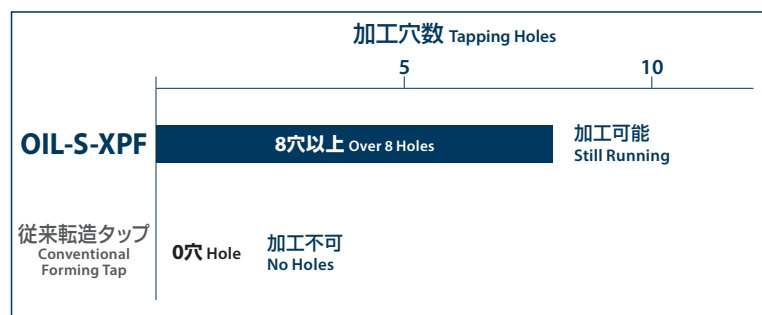 加工穴数 Tapping Holes
5 10
OIL-S-XPF
8穴以上 Over 8 Holes
加工可能
Still Running
従来転造タップ
Conventional
Forming Tap
0穴 Hole
加工不可
No Holes